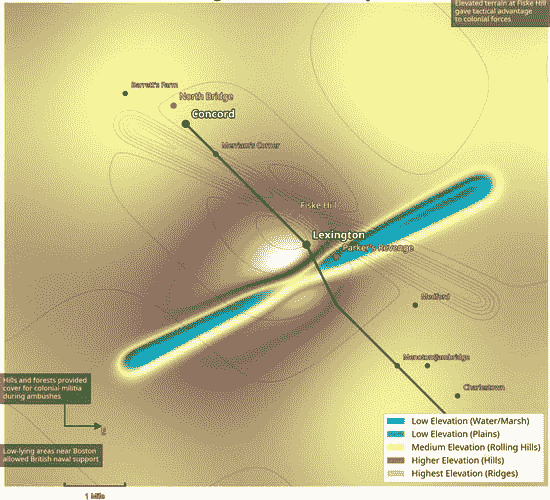 Elevated terrain at Fiske Hill
gave tactical advantage
to colonial forces
Barrett's Farm
North Bridge
Concord
Merriam's Corner
Fiske Hill
Lexington
Parker's Revenge
Medford
Charlestown
Hills and forests provided
cover for colonial militia
during ambushes
Low-lying areas near Boston
allowed British naval support
1 Mile
Low Elevation (Water/Marsh)
Low Elevation (Plains)
Medium Elevation (Rolling Hills)
Higher Elevation (Hills)
Highest Elevation (Ridges)